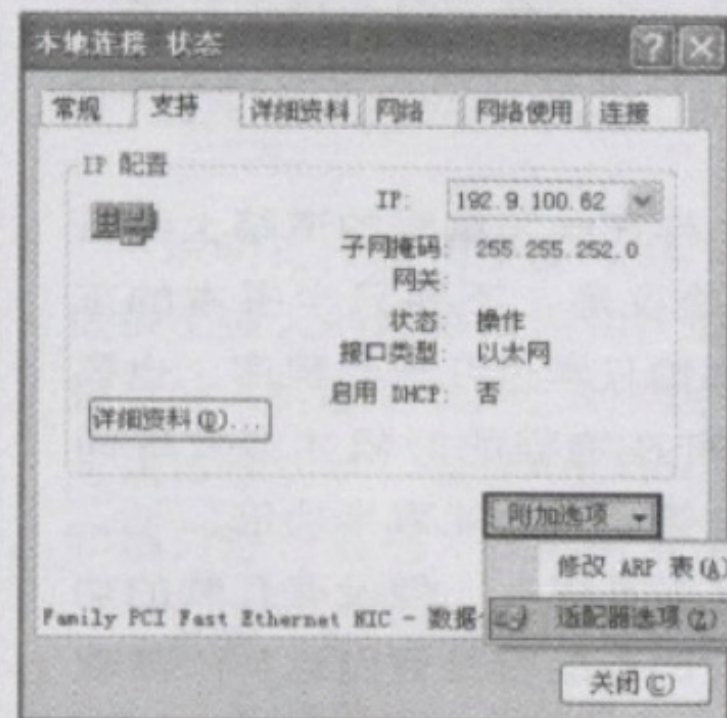 本地连接 状态
常规 支持 详细资料 网络 网络使用 连接
IP 配置
IP: 192.9.100.62
子网掩码: 255.255.252.0
网关:
状态: 操作
接口类型: 以太网
启用 DHCP: 否
详细资料(D)...
附加选项
修改 ARP 表(A)
Family PCI Fast Ethernet NIC - 数据
适配器选项(Z)
关闭(C)